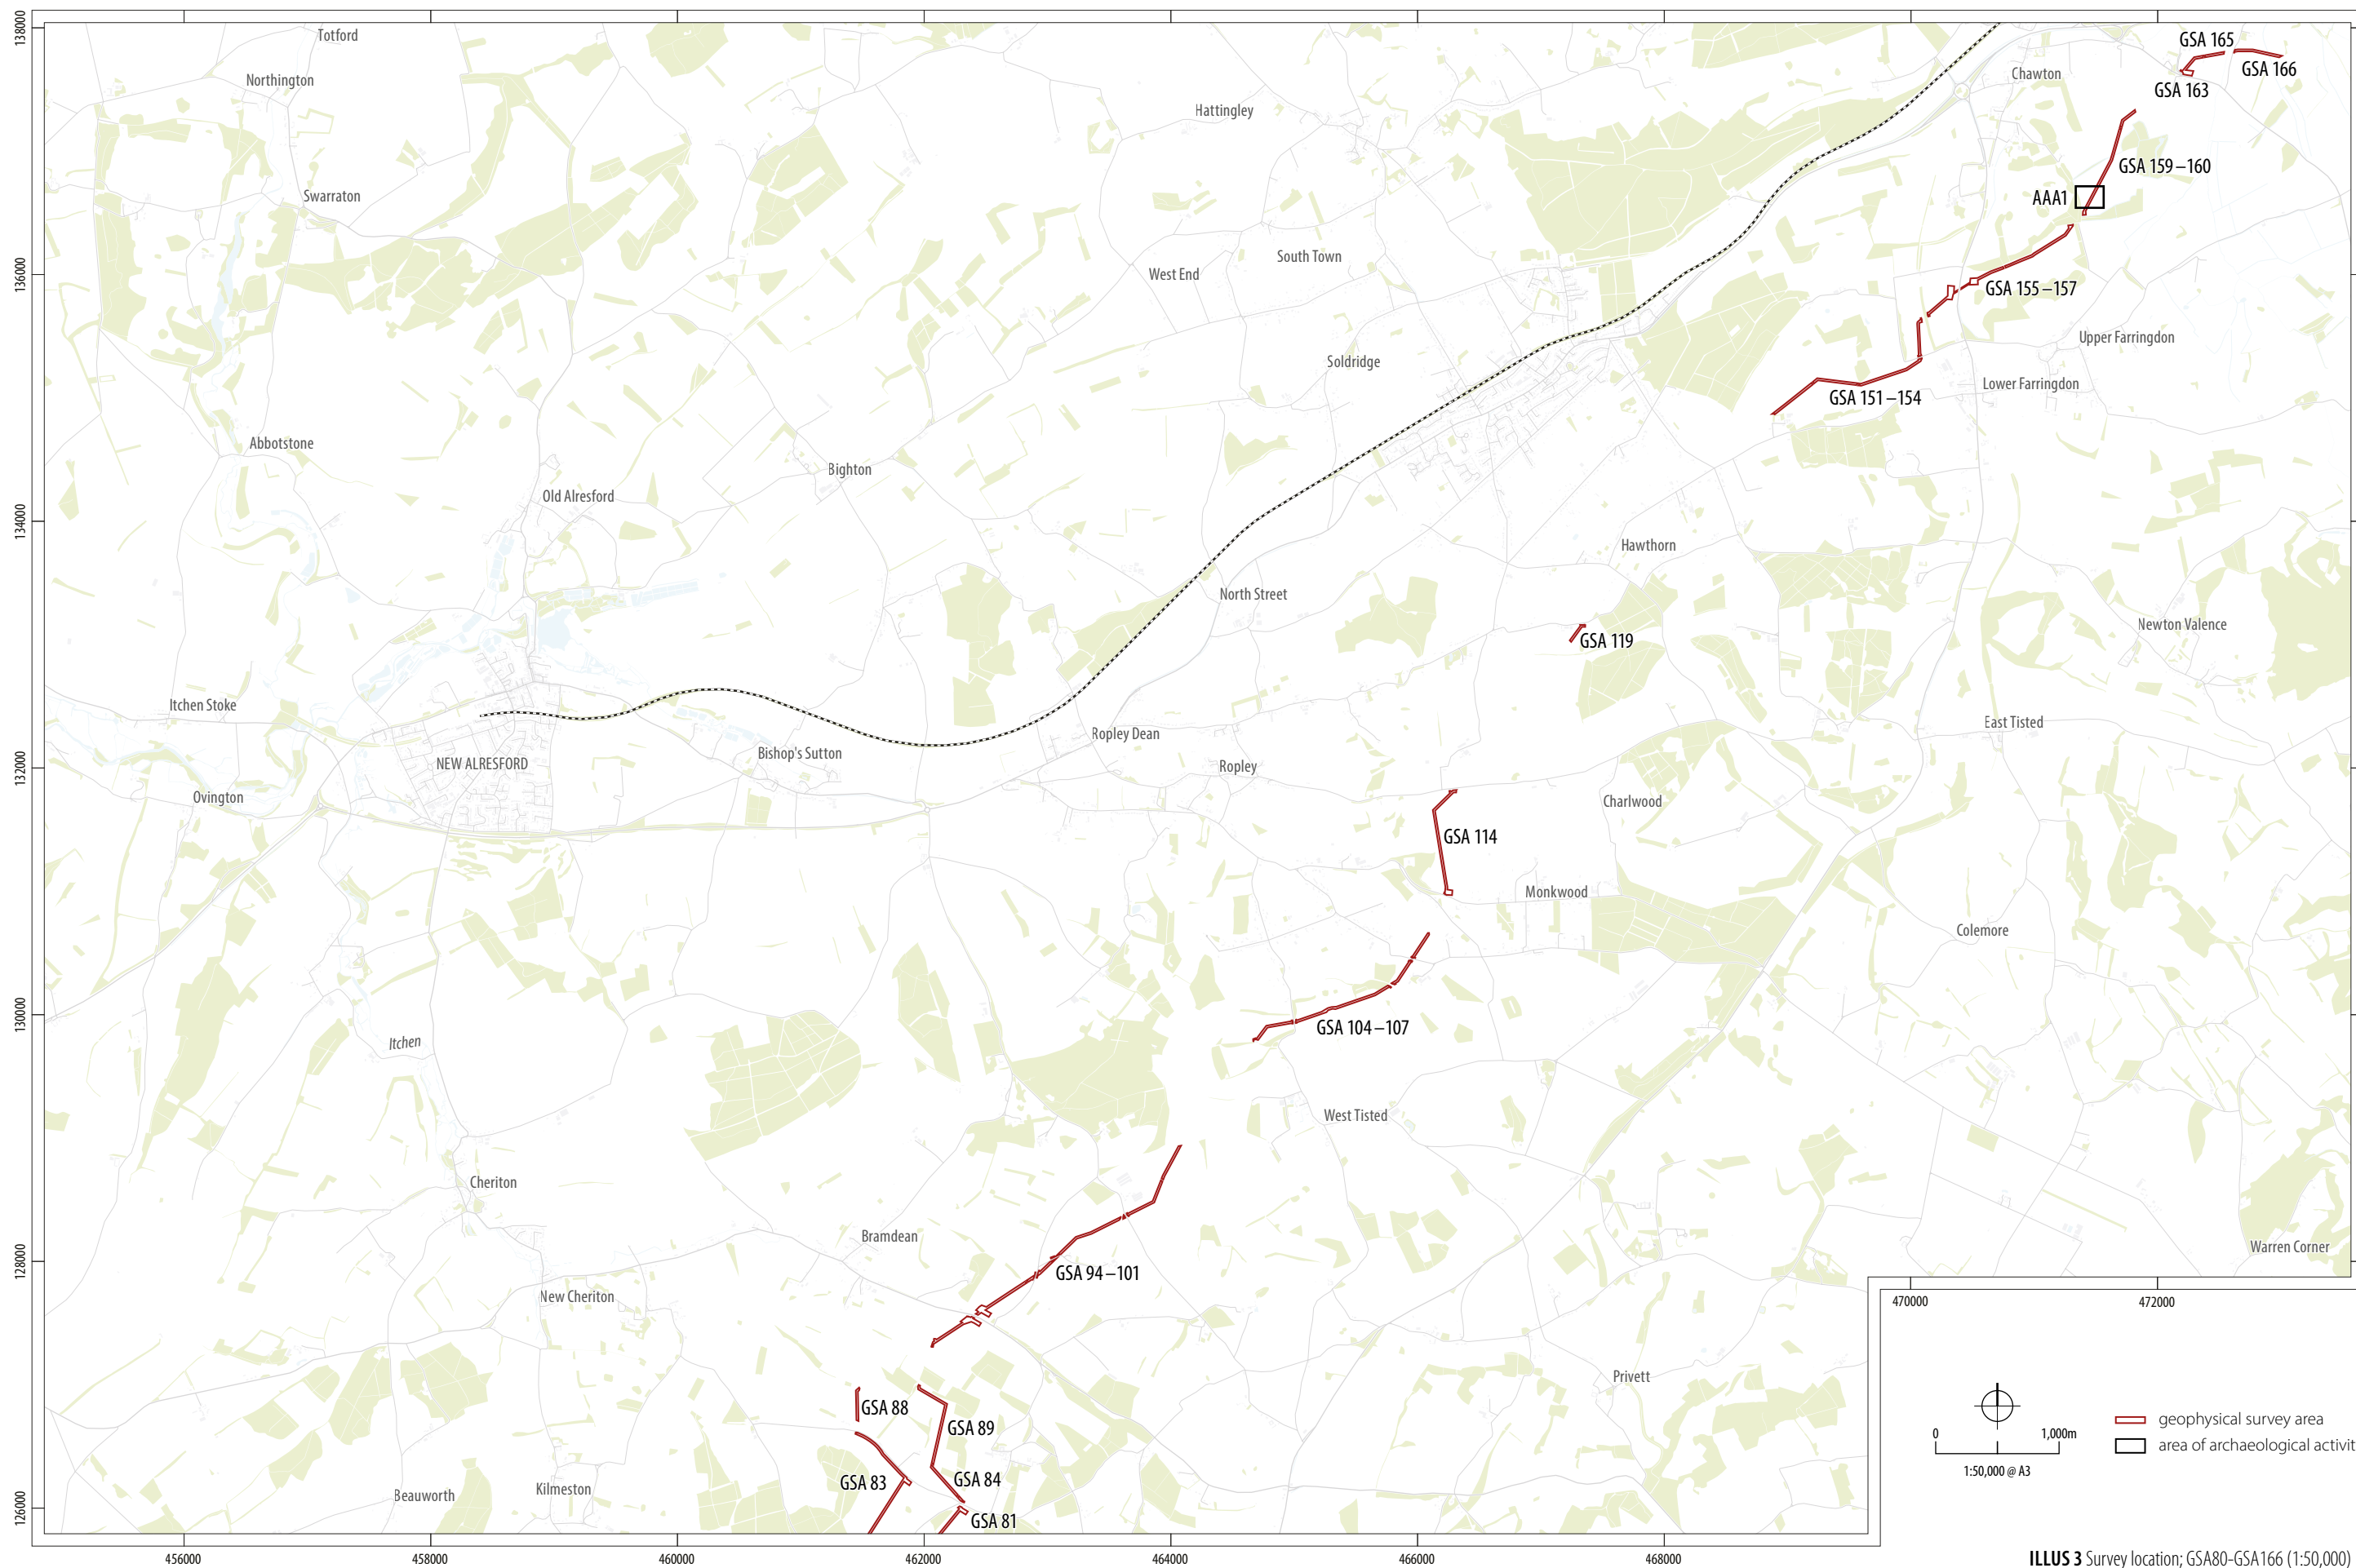 138000
136000
134000
132000
130000
128000
126000
Totford
Northington
Hattingley
Chawton
GSA 165
GSA 166
GSA 163
GSA 159–160
AAA1
Swarraton
West End
South Town
GSA 155–157
Upper Farringdon
Soldridge
Lower Farringdon
GSA 151–154
Abbotstone
Bighton
Old Alresford
Hawthorn
North Street
GSA 119
Newton Valence
Itchen Stoke
East Tisted
Ropley Dean
Bishop's Sutton
NEW ALRESFORD
Ropley
Ovington
Charlwood
GSA 114
Monkwood
Colemore
GSA 104–107
Itchen
West Tisted
Cheriton
Bramdean
Warren Corner
GSA 94–101
New Cheriton
470000
472000
Privett
GSA 88
GSA 89
GSA 83
GSA 84
Kilmeston
Beauworth
GSA 81
0
1,000m
1:50,000 @ A3
geophysical survey area
area of archaeological activit
456000
458000
460000
462000
464000
466000
468000
ILLUS 3 Survey location; GSA80-GSA166 (1:50,000)